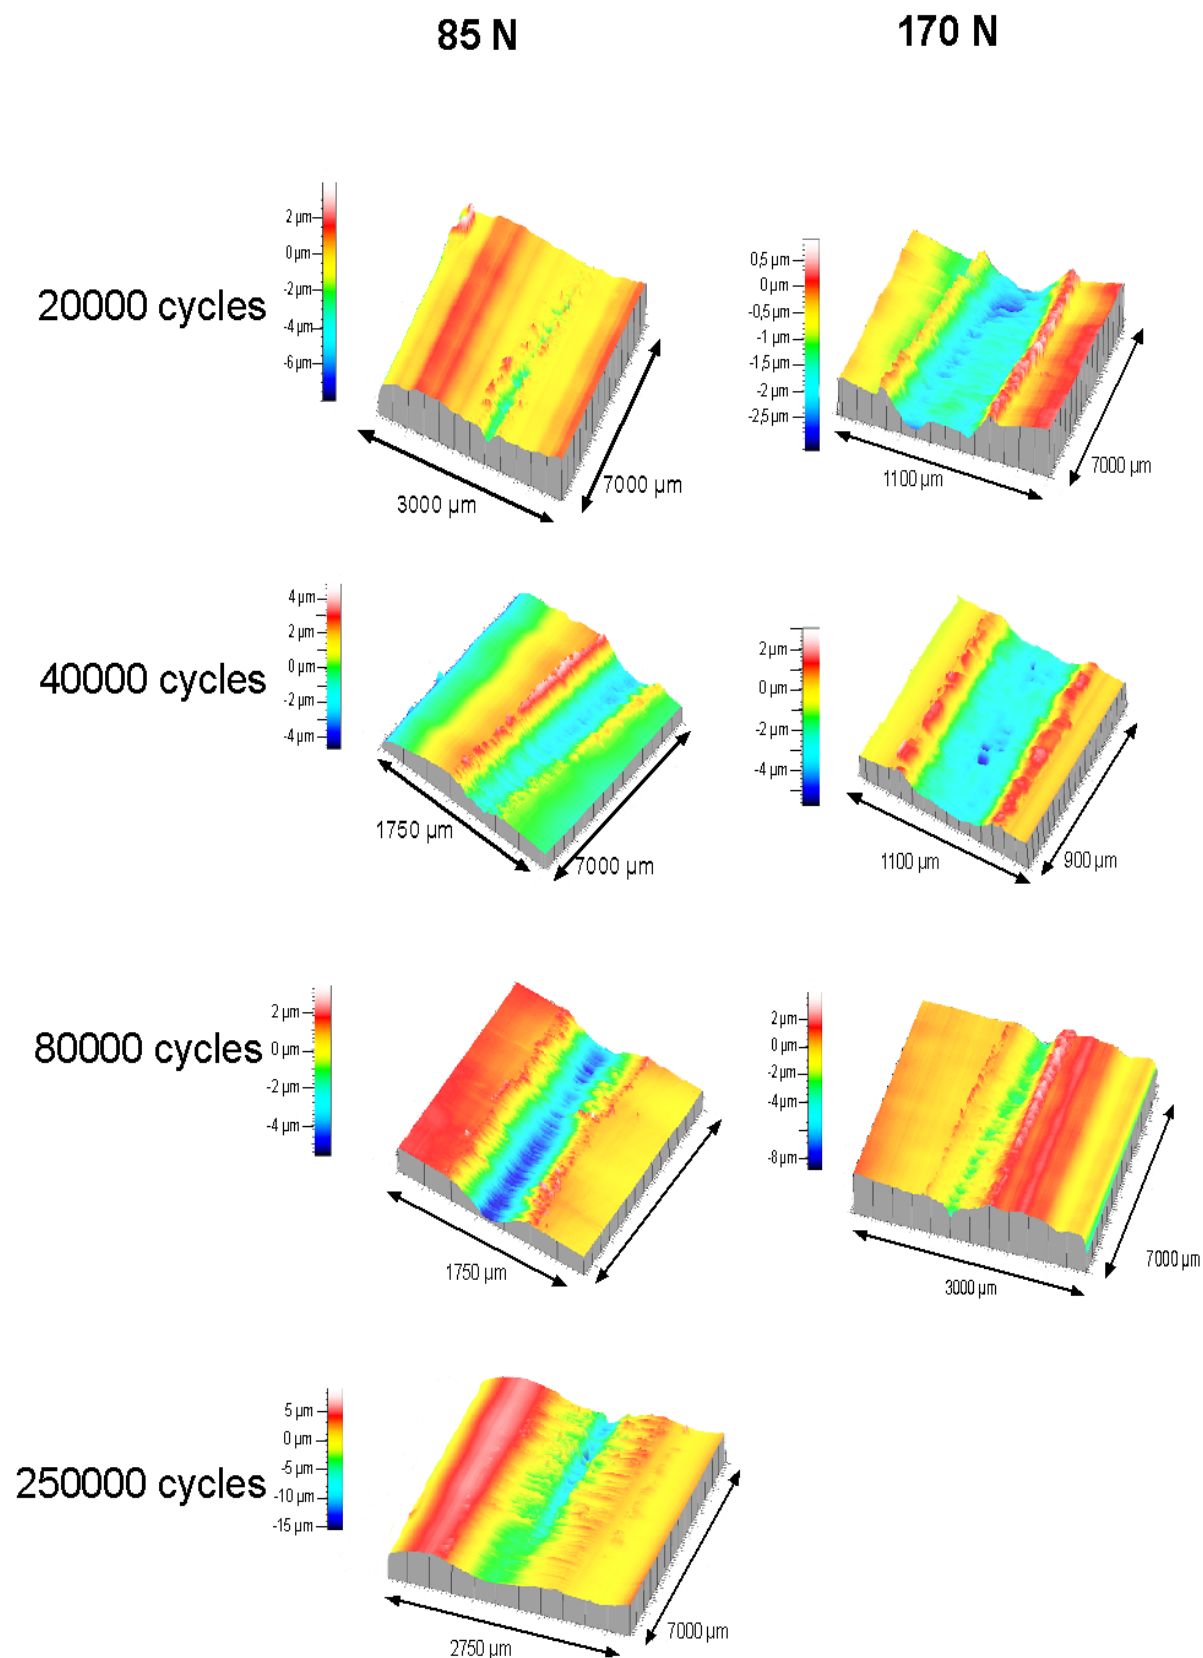 85 N 170 N
20000 cycles
2 µm
0 µm
-2 µm
-4 µm
-6 µm
3000 µm
7000 µm
0,5 µm
0 µm
-0,5 µm
-1 µm
-1,5 µm
-2 µm
-2,5 µm
1100 µm
7000 µm
40000 cycles
4 µm
2 µm
0 µm
-2 µm
-4 µm
1750 µm
7000 µm
2 µm
0 µm
-2 µm
-4 µm
1100 µm
900 µm
80000 cycles
2 µm
0 µm
-2 µm
-4 µm
1750 µm
2 µm
0 µm
-2 µm
-4 µm
-8 µm
3000 µm
7000 µm
250000 cycles
5 µm
0 µm
-5 µm
-10 µm
-15 µm
2750 µm
7000 µm